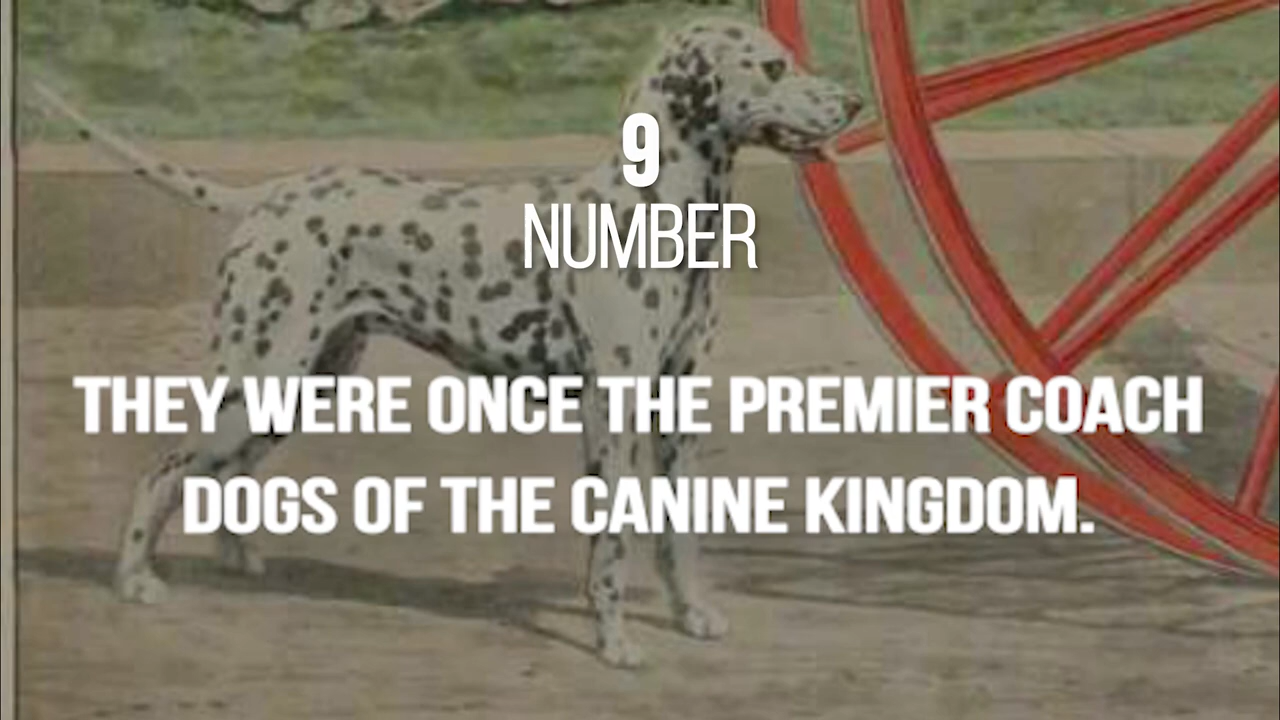 9
NUMBER
THEY WERE ONCE THE PREMIER COACH
DOGS OF THE CANINE KINGDOM.